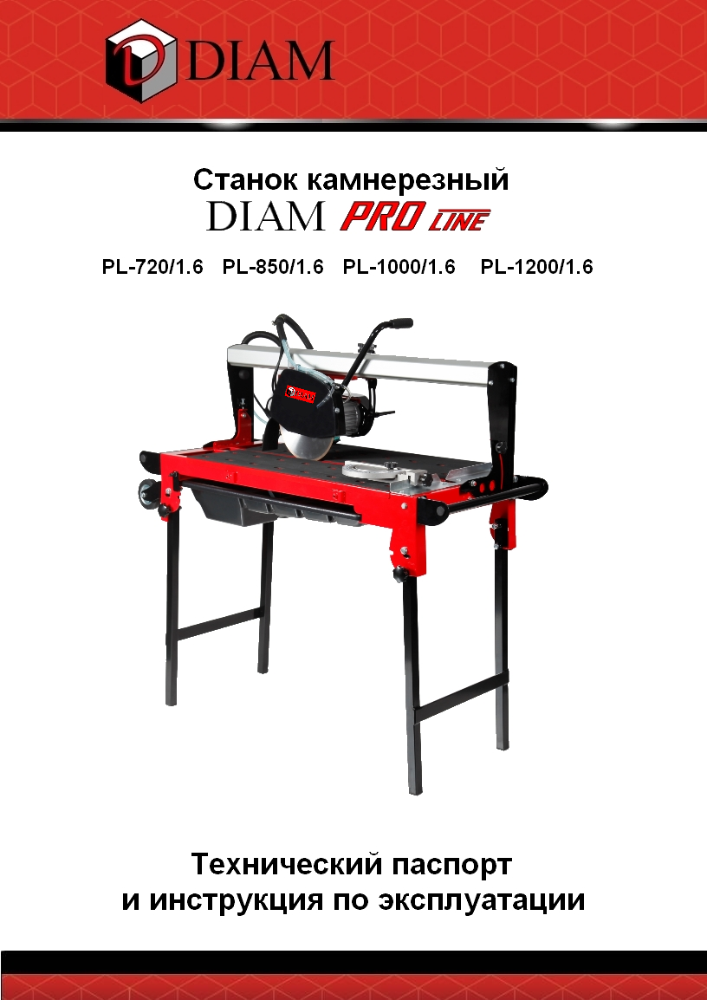 DIAM
Станок камнерезный
DIAM PRO LINE
PL-720/1.6 PL-850/1.6 PL-1000/1.6 PL-1200/1.6
DIAM
Технический паспорт
и инструкция по эксплуатации